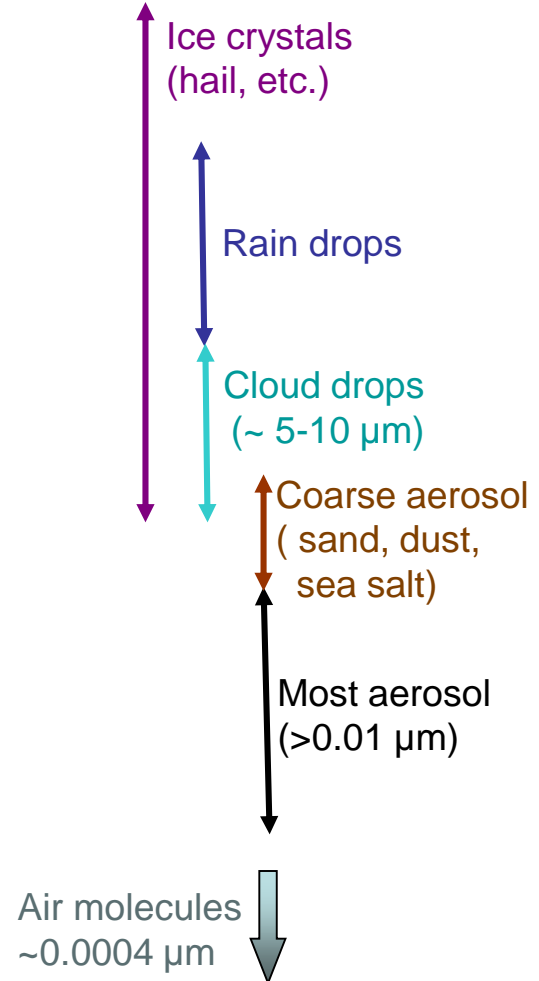 Ice crystals
(hail, etc.)
Rain drops
Cloud drops
(~ 5-10 µm)
Coarse aerosol
( sand, dust,
sea salt)
Most aerosol
(>0.01 µm)
Air molecules
~0.0004 µm